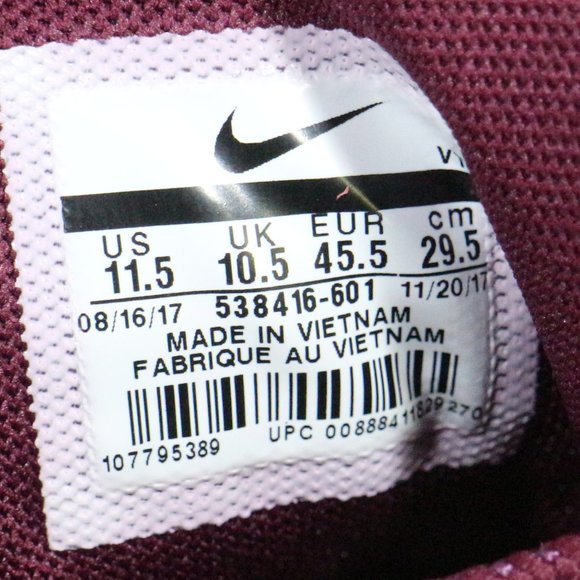 US UK EUR cm
11.5 10.5 45.5 29.5
08/16/17 538416-601 11/20/17
MADE IN VIETNAM
FABRIQUE AU VIETNAM
107795389 UPC